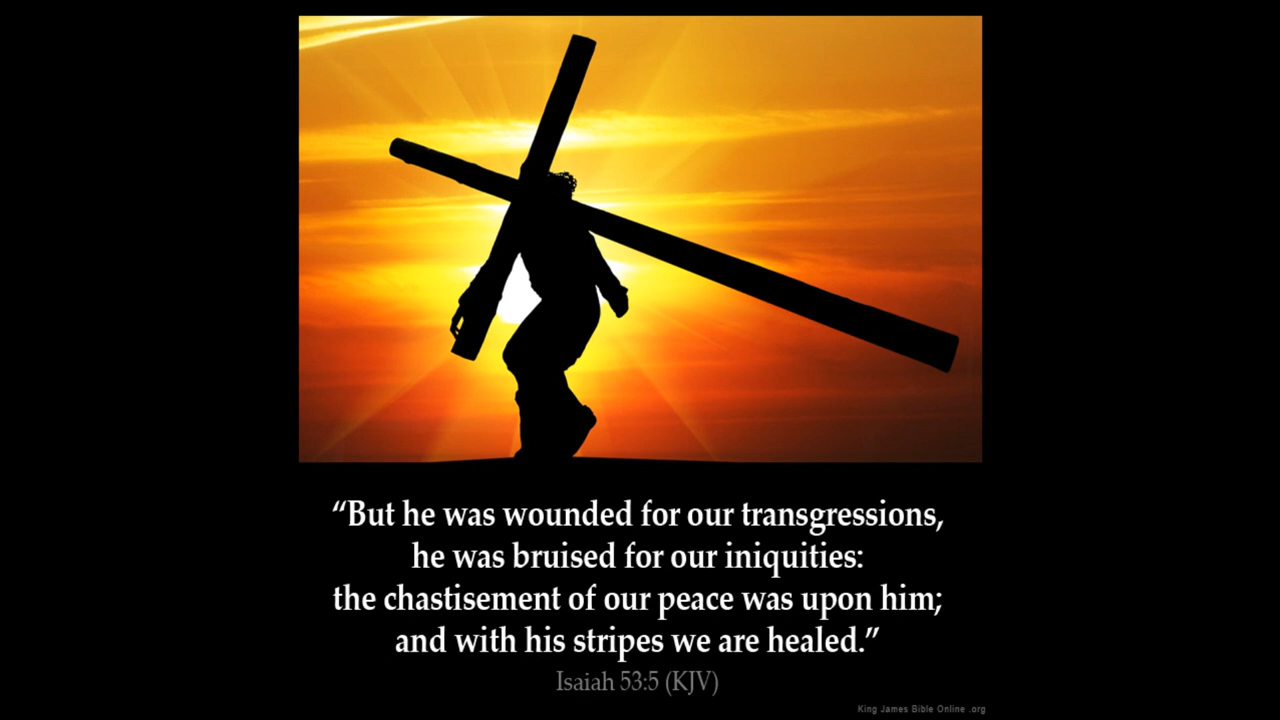 “But he was wounded for our transgressions,
he was bruised for our iniquities:
the chastisement of our peace was upon him;
and with his stripes we are healed.”
Isaiah 53:5 (KJV)
King James Bible Online .org